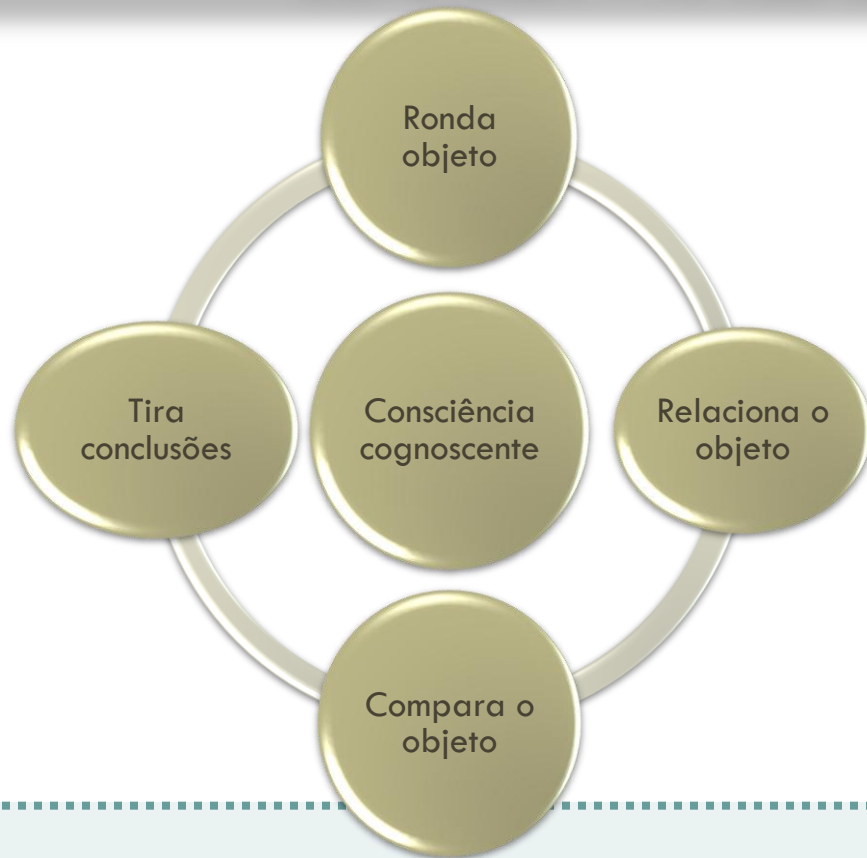 Ronda
objeto
Tira
conclusões
Consciência
cognoscente
Relaciona o
objeto
Compara o
objeto